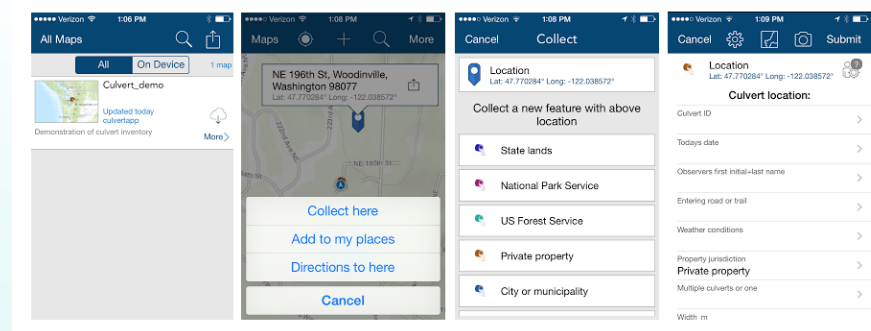 ●●●●● Verizon 1:06 PM
All Maps
All On Device 1 map
Culvert_demo
Updated today
culvertapp
Demonstration of culvert inventory
More>
●●●●○ Verizon 1:08 PM
Maps More
NE 196th St, Woodinville,
Washington 98077
Lat: 47.770284° Long: -122.038572°
222nd Ave NE
NE 195th St
Collect here
Add to my places
Directions to here
Cancel
●●●●○ Verizon 1:08 PM
Cancel Collect
Location
Lat: 47.770284° Long: -122.038572°
Collect a new feature with above
location
State lands
National Park Service
US Forest Service
Private property
City or municipality
●●●●○ Verizon 1:09 PM
Cancel Submit
Location
Lat: 47.770284° Long: -122.038572°
Culvert location:
Culvert ID
Todays date
Observers first initial+last name
Entering road or trail
Weather conditions
Property jurisdiction
Private property
Multiple culverts or one
Width_m